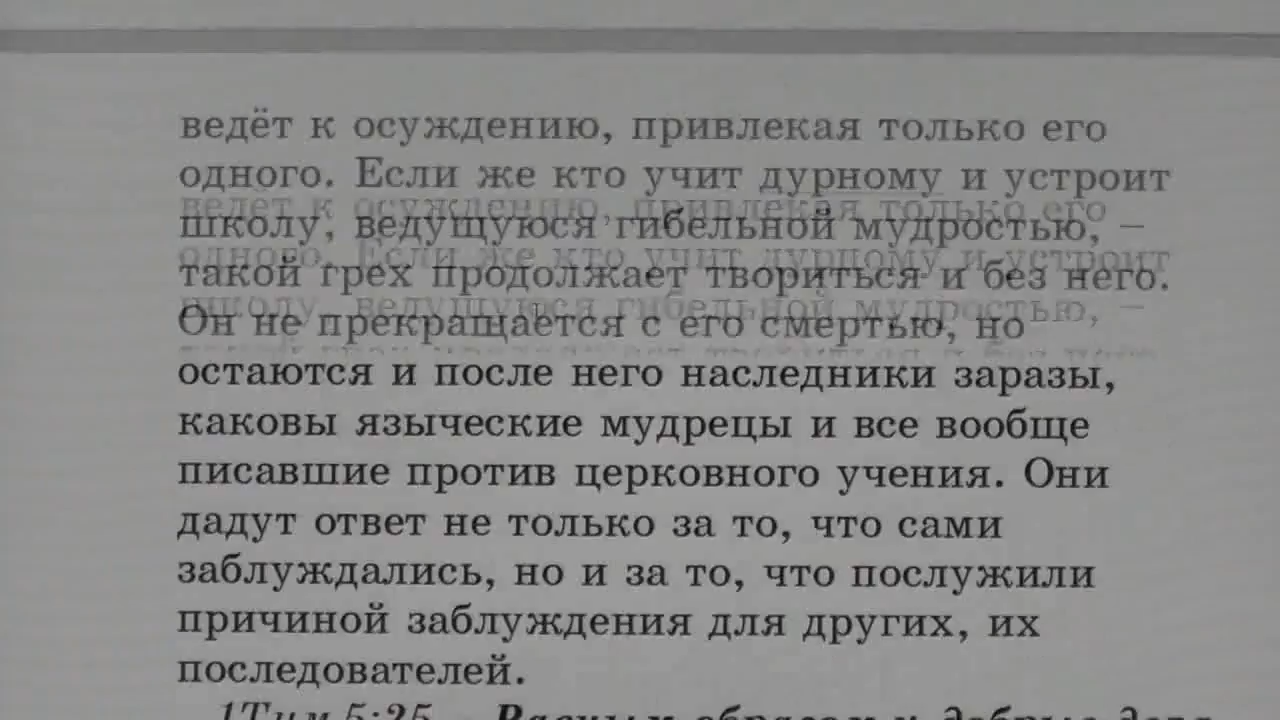 ведёт к осуждению, привлекая только его
одного. Если же кто учит дурному и устроит
школу, ведущуюся гибельной мудростью, –
такой грех продолжает твориться и без него.
Он не прекращается с его смертью, но
остаются и после него наследники заразы,
каковы языческие мудрецы и все вообще
писавшие против церковного учения. Они
дадут ответ не только за то, что сами
заблуждались, но и за то, что послужили
причиной заблуждения для других, их
последователей.
1Тим 5:25